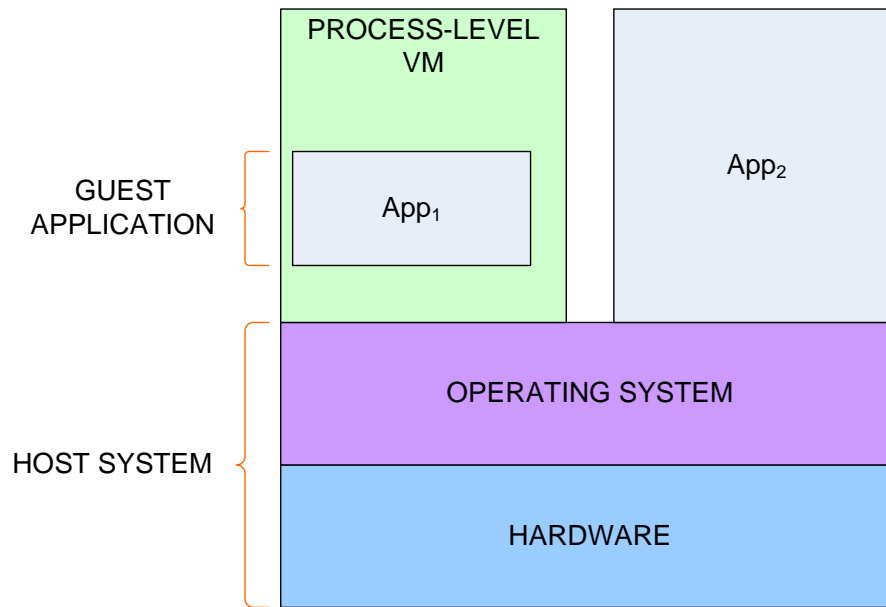 PROCESS-LEVEL
VM
GUEST
APPLICATION
App₁
App₂
OPERATING SYSTEM
HOST SYSTEM
HARDWARE